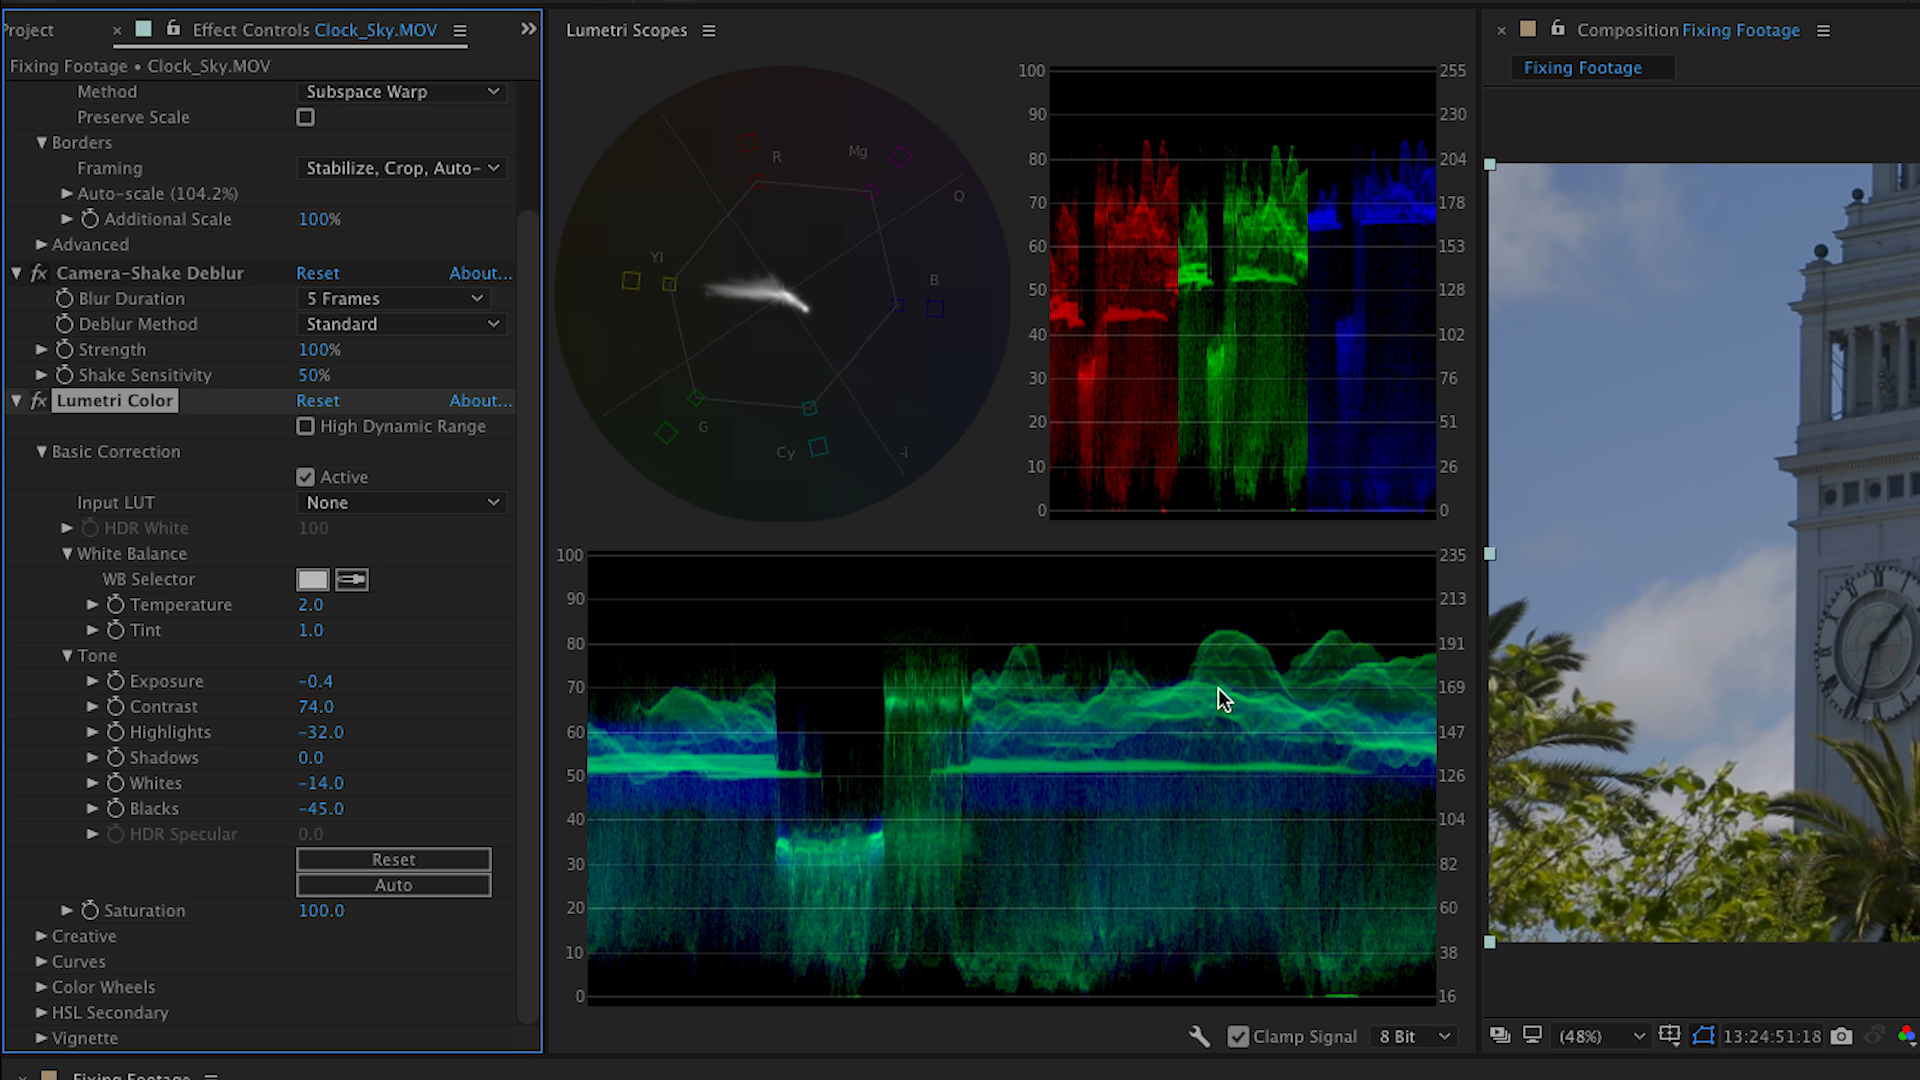 Project
Effect Controls Clock_Sky.MOV
Fixing Footage • Clock_Sky.MOV
Method Subspace Warp
Preserve Scale
Borders
Framing Stabilize, Crop, Auto-
Auto-scale (104.2%)
Additional Scale 100%
Advanced
fx Camera-Shake Deblur Reset About...
Blur Duration 5 Frames
Deblur Method Standard
Strength 100%
Shake Sensitivity 50%
fx Lumetri Color Reset About...
High Dynamic Range
Basic Correction
Active
Input LUT None
HDR White 100
White Balance
WB Selector
Temperature 2.0
Tint 1.0
Tone
Exposure -0.4
Contrast 74.0
Highlights -32.0
Shadows 0.0
Whites -14.0
Blacks -45.0
HDR Specular 0.0
Reset
Auto
Saturation 100.0
Creative
Curves
Color Wheels
HSL Secondary
Vignette
Lumetri Scopes
R
Mg
Q
Yl
B
G
Cy
-i
100 255
90 230
80 204
70 178
60 153
50 128
40 102
30 76
20 51
10 26
0 0
100 235
90 213
80 191
70 169
60 147
50 126
40 104
30 82
20 60
10 38
0 16
Clamp Signal 8 Bit
Composition Fixing Footage
Fixing Footage
(48%) 13:24:51:18
Fixing Footage